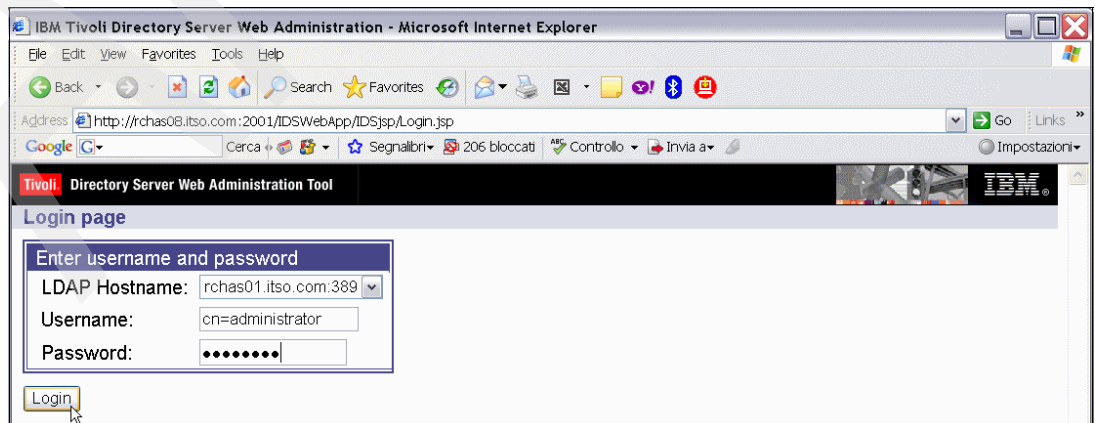 IBM Tivoli Directory Server Web Administration - Microsoft Internet Explorer
File Edit View Favorites Tools Help
Back Search Favorites
Address http://rchas08.itso.com:2001/IDSWebApp/IDSjsp/Login.jsp Go Links »
Google G Cerca Segnalibri 206 bloccati ABC Controllo Invia a Impostazioni
Tivoli. Directory Server Web Administration Tool IBM.
Login page
Enter username and password
LDAP Hostname: rchas01.itso.com:389
Username: cn=administrator
Password: ••••••••
Login